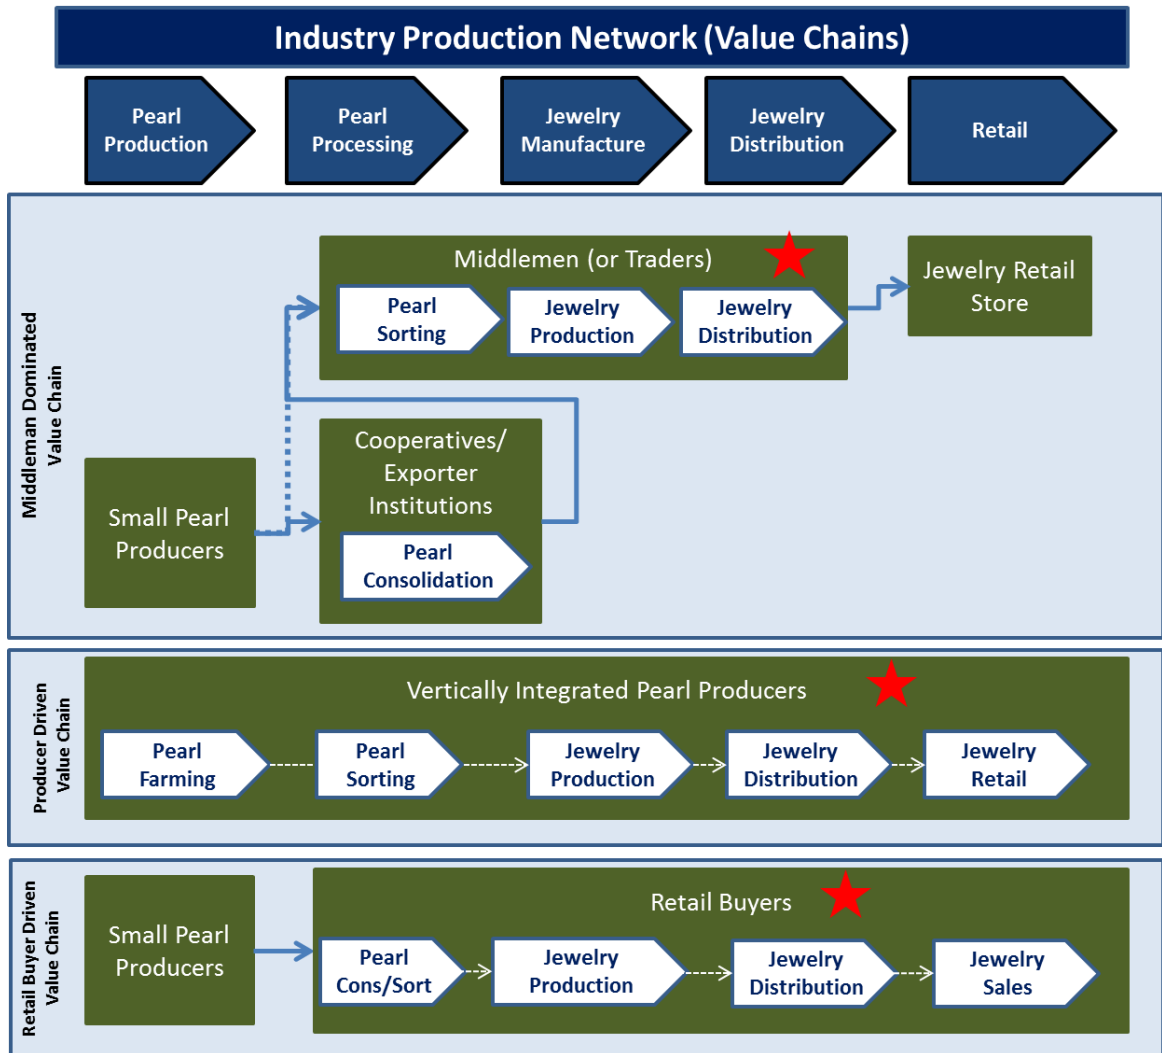 Industry Production Network (Value Chains)
Pearl
Production
Pearl
Processing
Jewelry
Manufacture
Jewelry
Distribution
Retail
Middleman Dominated
Value Chain
Middlemen (or Traders)
Pearl
Sorting
Jewelry
Production
Jewelry
Distribution
Jewelry Retail
Store
Small Pearl
Producers
Cooperatives/
Exporter
Institutions
Pearl
Consolidation
Producer Driven
Value Chain
Vertically Integrated Pearl Producers
Pearl
Farming
Pearl
Sorting
Jewelry
Production
Jewelry
Distribution
Jewelry
Retail
Retail Buyer Driven
Value Chain
Small Pearl
Producers
Retail Buyers
Pearl
Cons/Sort
Jewelry
Production
Jewelry
Distribution
Jewelry
Sales